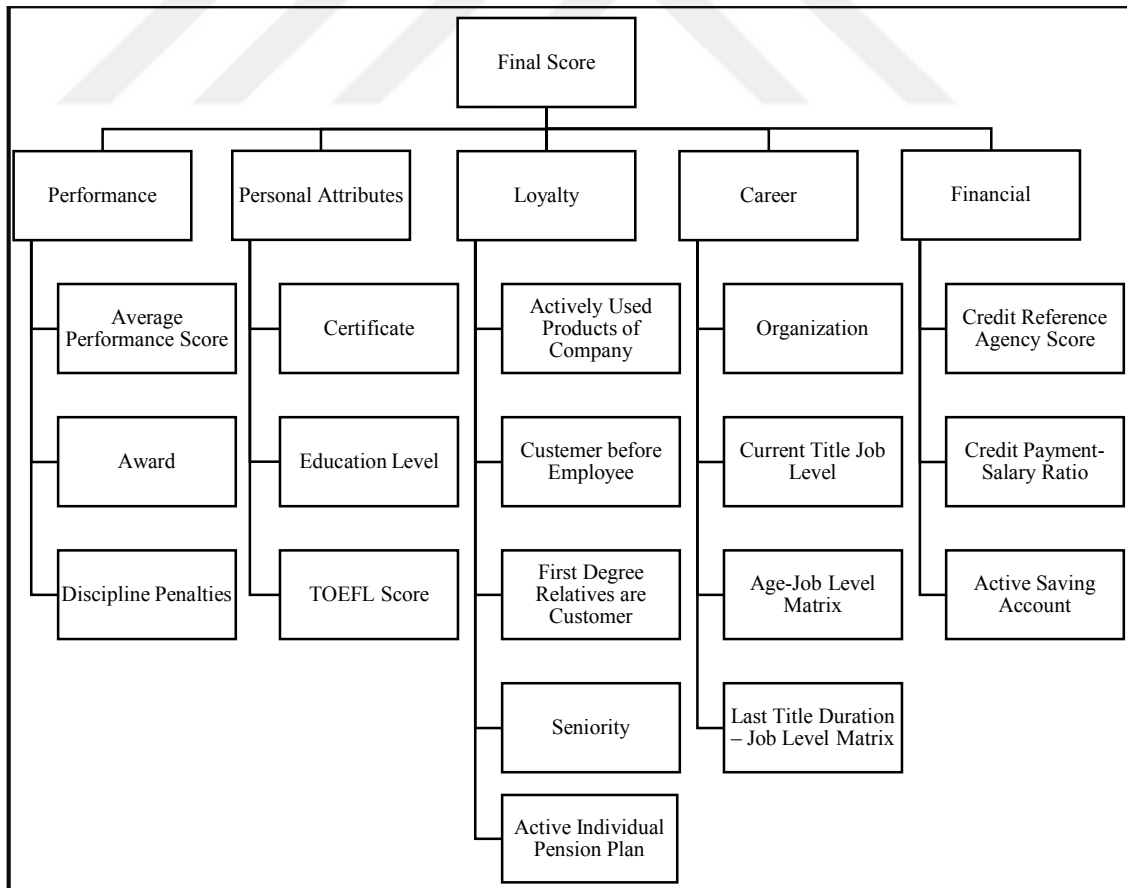 Final Score
Performance
Personal Attributes
Loyalty
Career
Financial
Average
Performance Score
Award
Discipline Penalties
Certificate
Education Level
TOEFL Score
Actively Used
Products of
Company
Custemer before
Employee
First Degree
Relatives are
Customer
Seniority
Active Individual
Pension Plan
Organization
Current Title Job
Level
Age-Job Level
Matrix
Last Title Duration
– Job Level Matrix
Credit Reference
Agency Score
Credit Payment-
Salary Ratio
Active Saving
Account